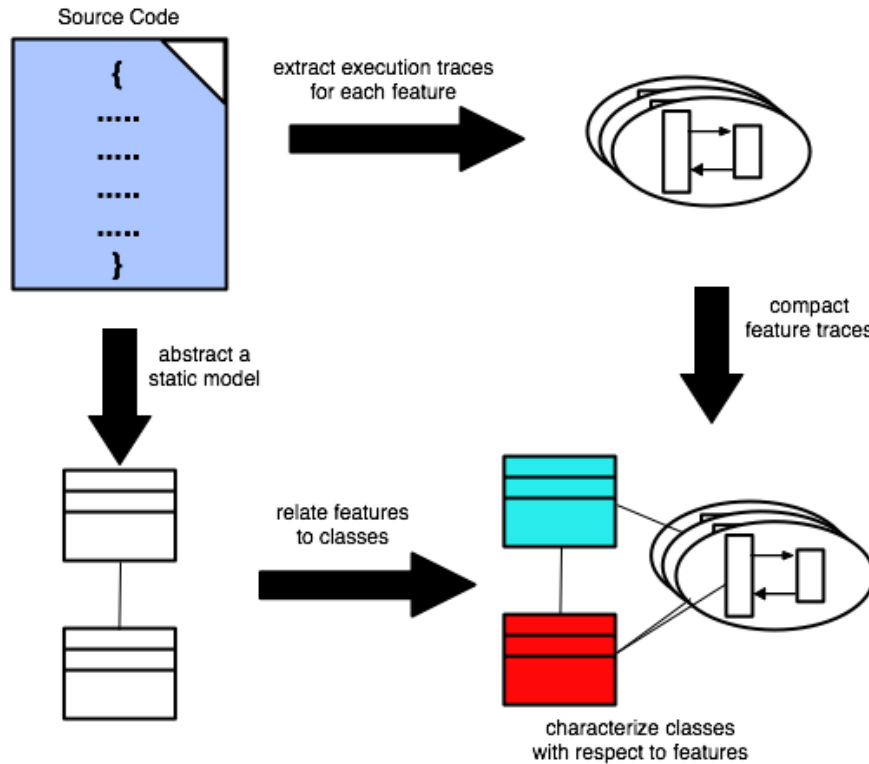 Source Code
{
.....
.....
.....
.....
}
extract execution traces
for each feature
compact
feature traces
abstract a
static model
relate features
to classes
characterize classes
with respect to features